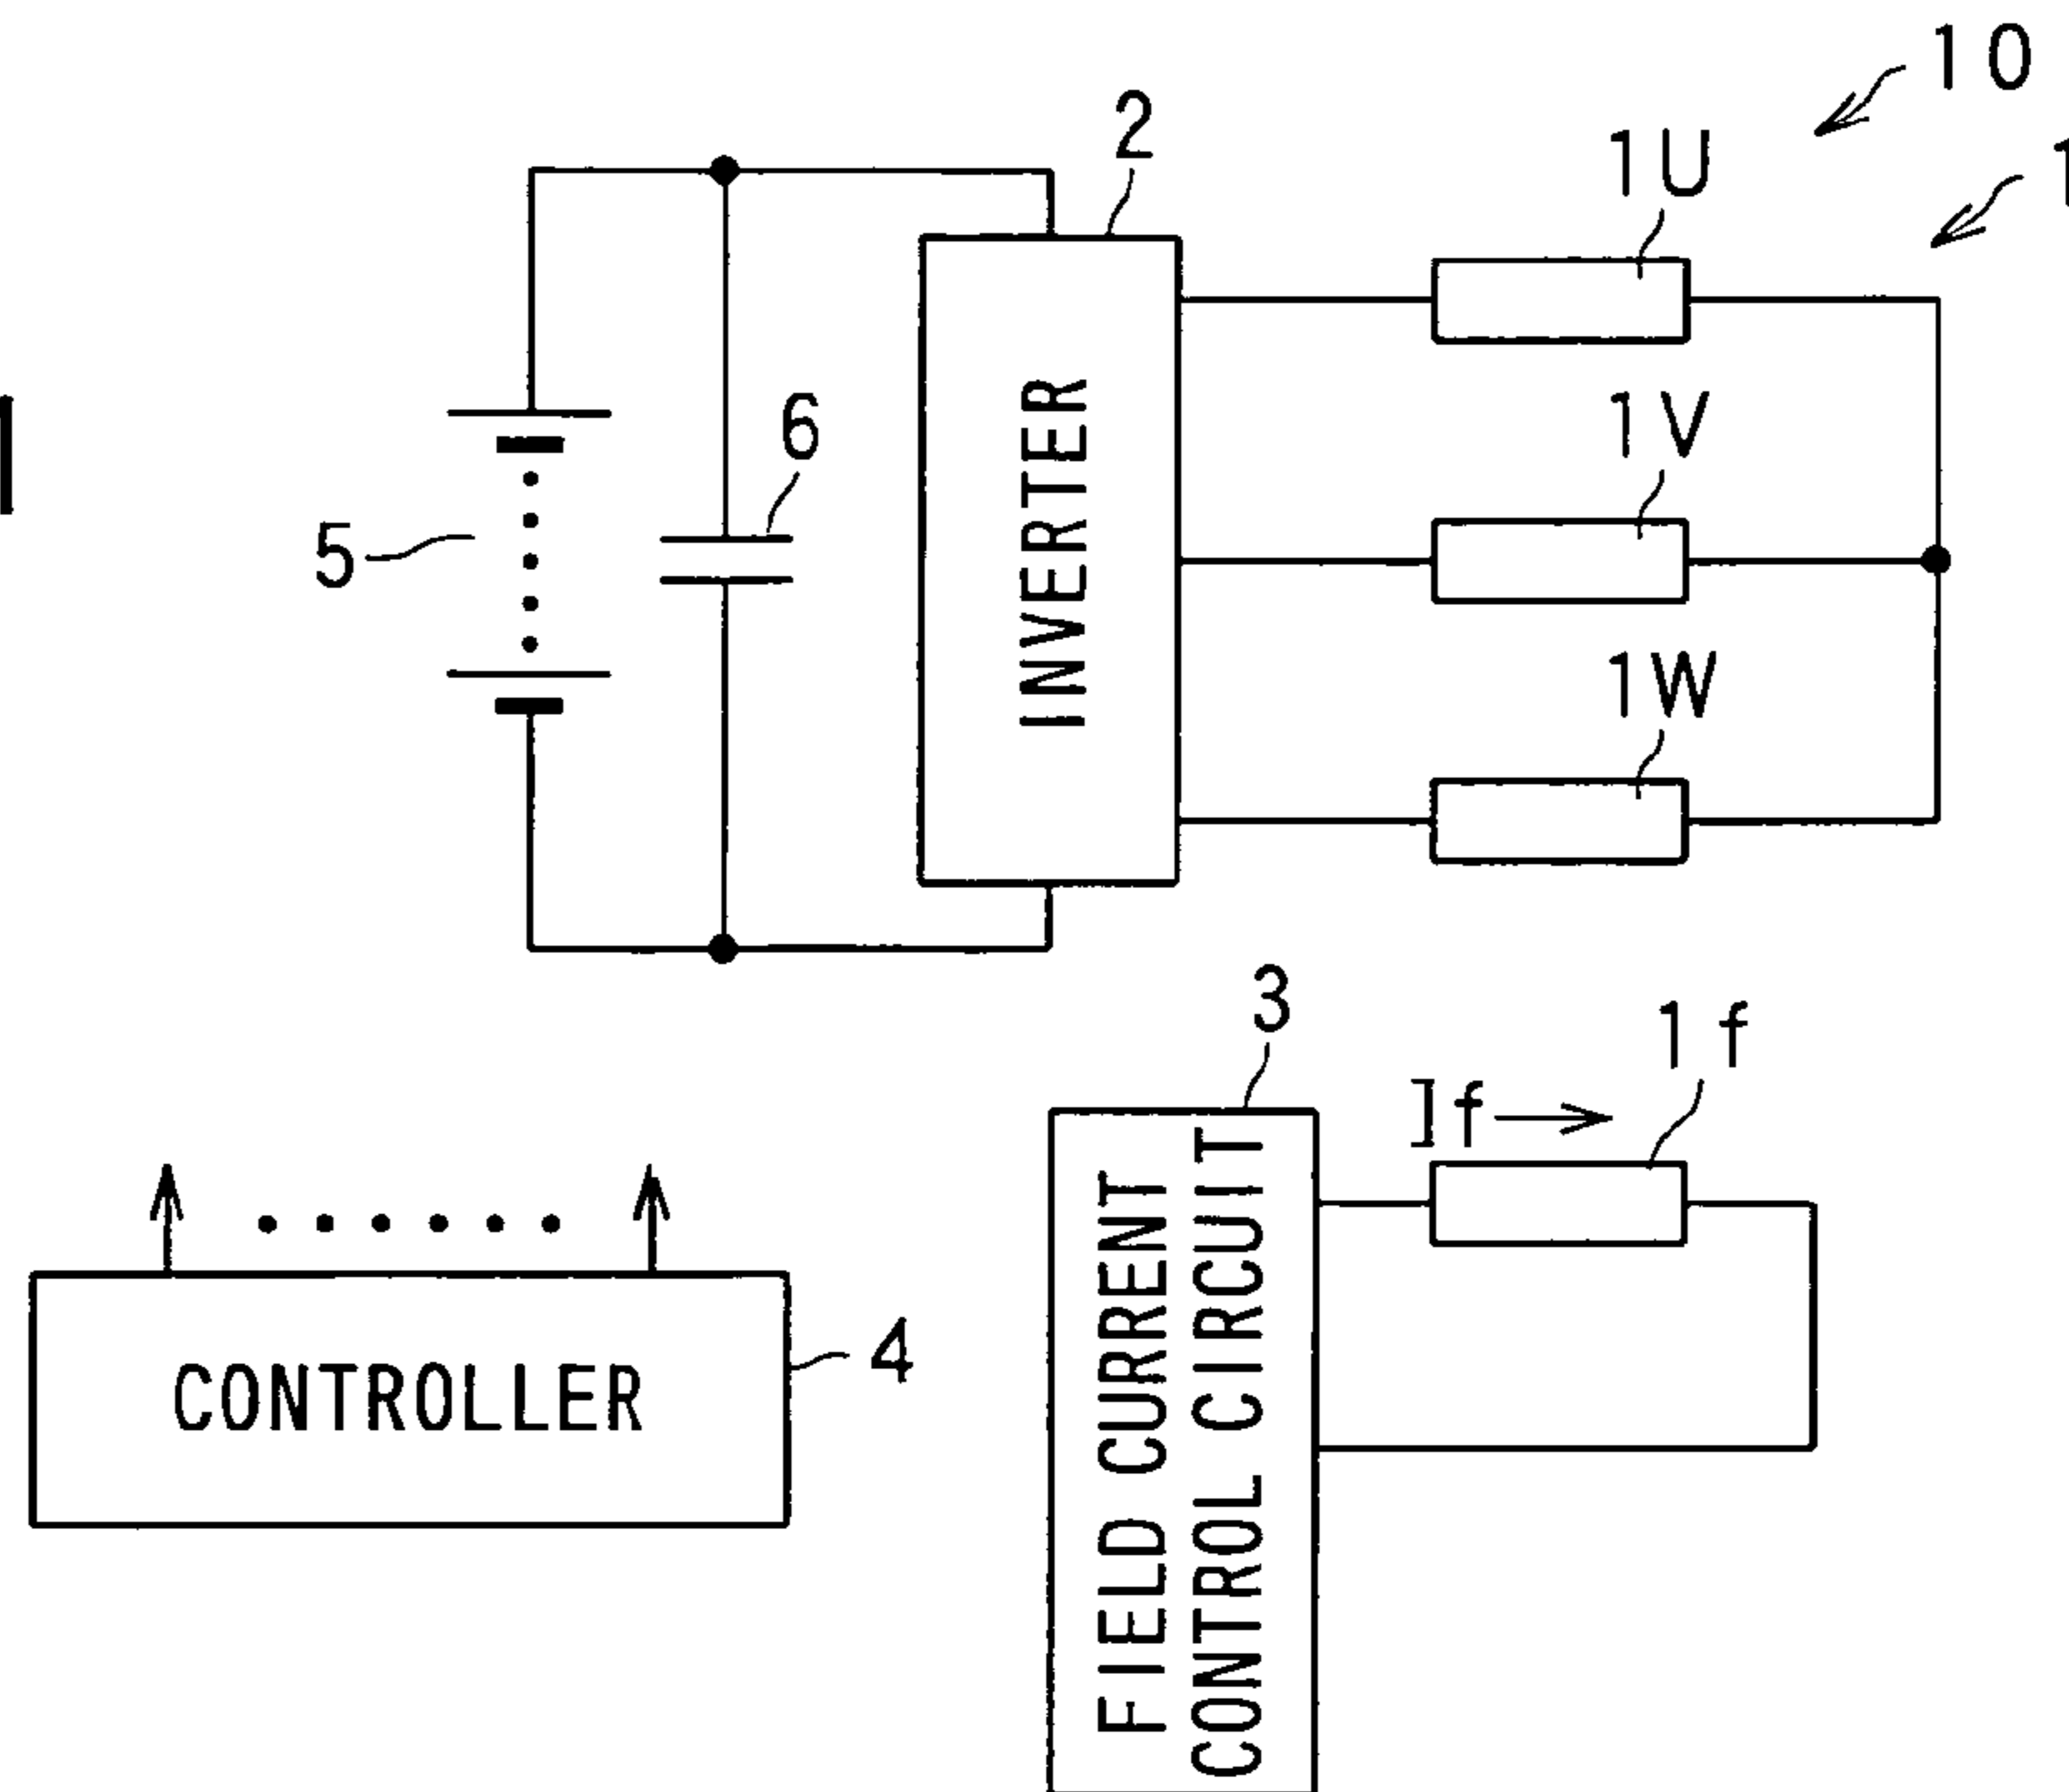 10
2
1U
1
6
1V
INVERTER
5
1W
3
1f
If
FIELD CURRENT
CONTROL CIRCUIT
4
CONTROLLER